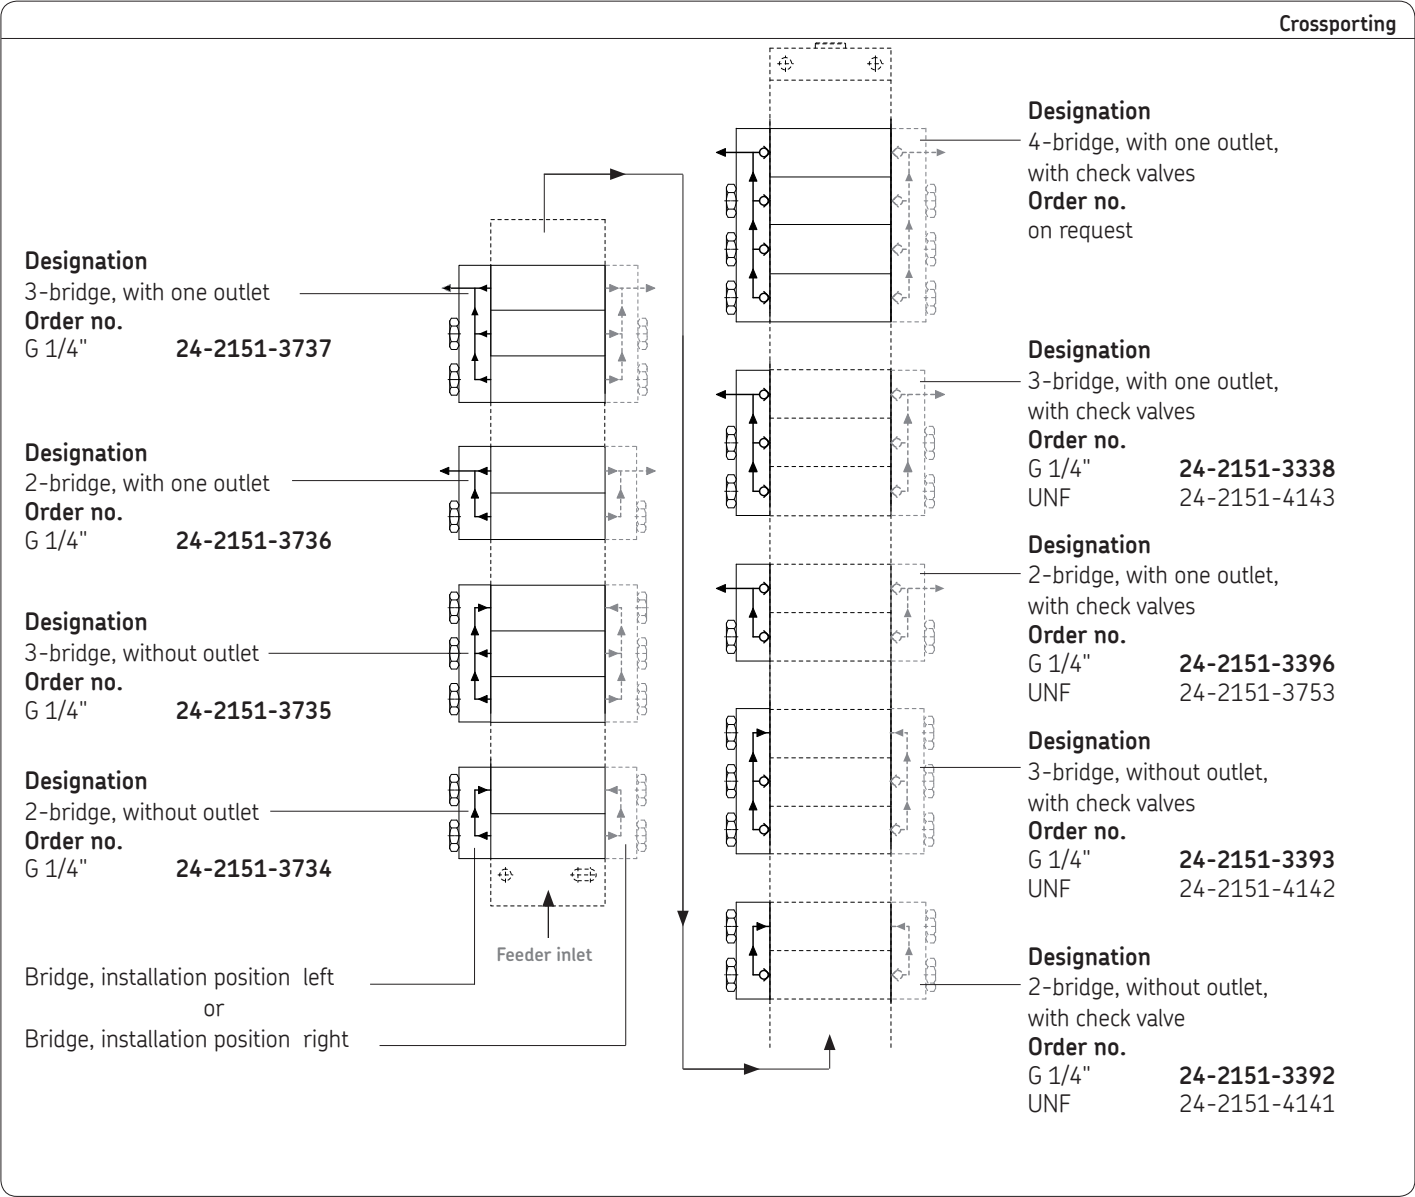 Crossporting
Designation
3-bridge, with one outlet
Order no.
G 1/4" 24-2151-3737
Designation
2-bridge, with one outlet
Order no.
G 1/4" 24-2151-3736
Designation
3-bridge, without outlet
Order no.
G 1/4" 24-2151-3735
Designation
2-bridge, without outlet
Order no.
G 1/4" 24-2151-3734
Feeder inlet
Bridge, installation position left
or
Bridge, installation position right
Designation
4-bridge, with one outlet,
with check valves
Order no.
on request
Designation
3-bridge, with one outlet,
with check valves
Order no.
G 1/4" 24-2151-3338
UNF 24-2151-4143
Designation
2-bridge, with one outlet,
with check valves
Order no.
G 1/4" 24-2151-3396
UNF 24-2151-3753
Designation
3-bridge, without outlet,
with check valves
Order no.
G 1/4" 24-2151-3393
UNF 24-2151-4142
Designation
2-bridge, without outlet,
with check valve
Order no.
G 1/4" 24-2151-3392
UNF 24-2151-4141